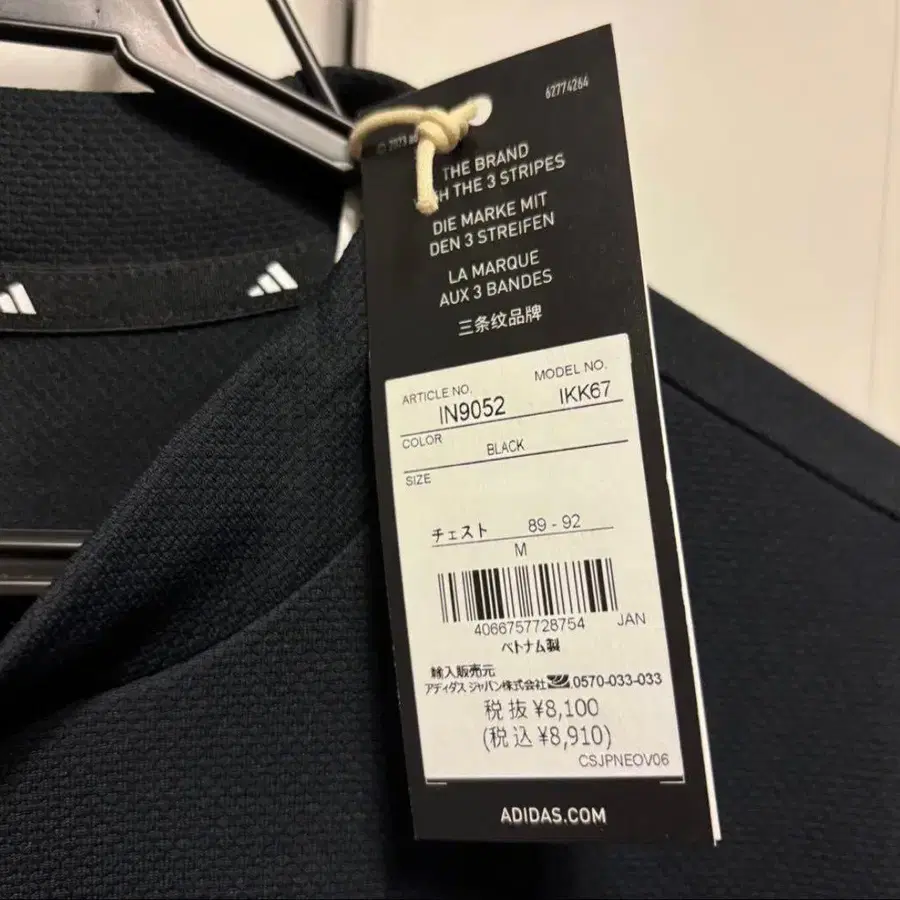 62774264
© 2023
THE BRAND
THE 3 STRIPES
DIE MARKE MIT
DEN 3 STREIFEN
LA MARQUE
AUX 3 BANDES
三条纹品牌
ARTICLE NO. MODEL NO.
IN9052 IKK67
COLOR
BLACK
SIZE
チェスト 89 - 92
M
4066757728754 JAN
ベトナム製
輸入販売元
アディダス ジャパン株式会社 0570-033-033
税抜 ¥8,100
(税込 ¥8,910)
CSJPNEOV06
ADIDAS.COM